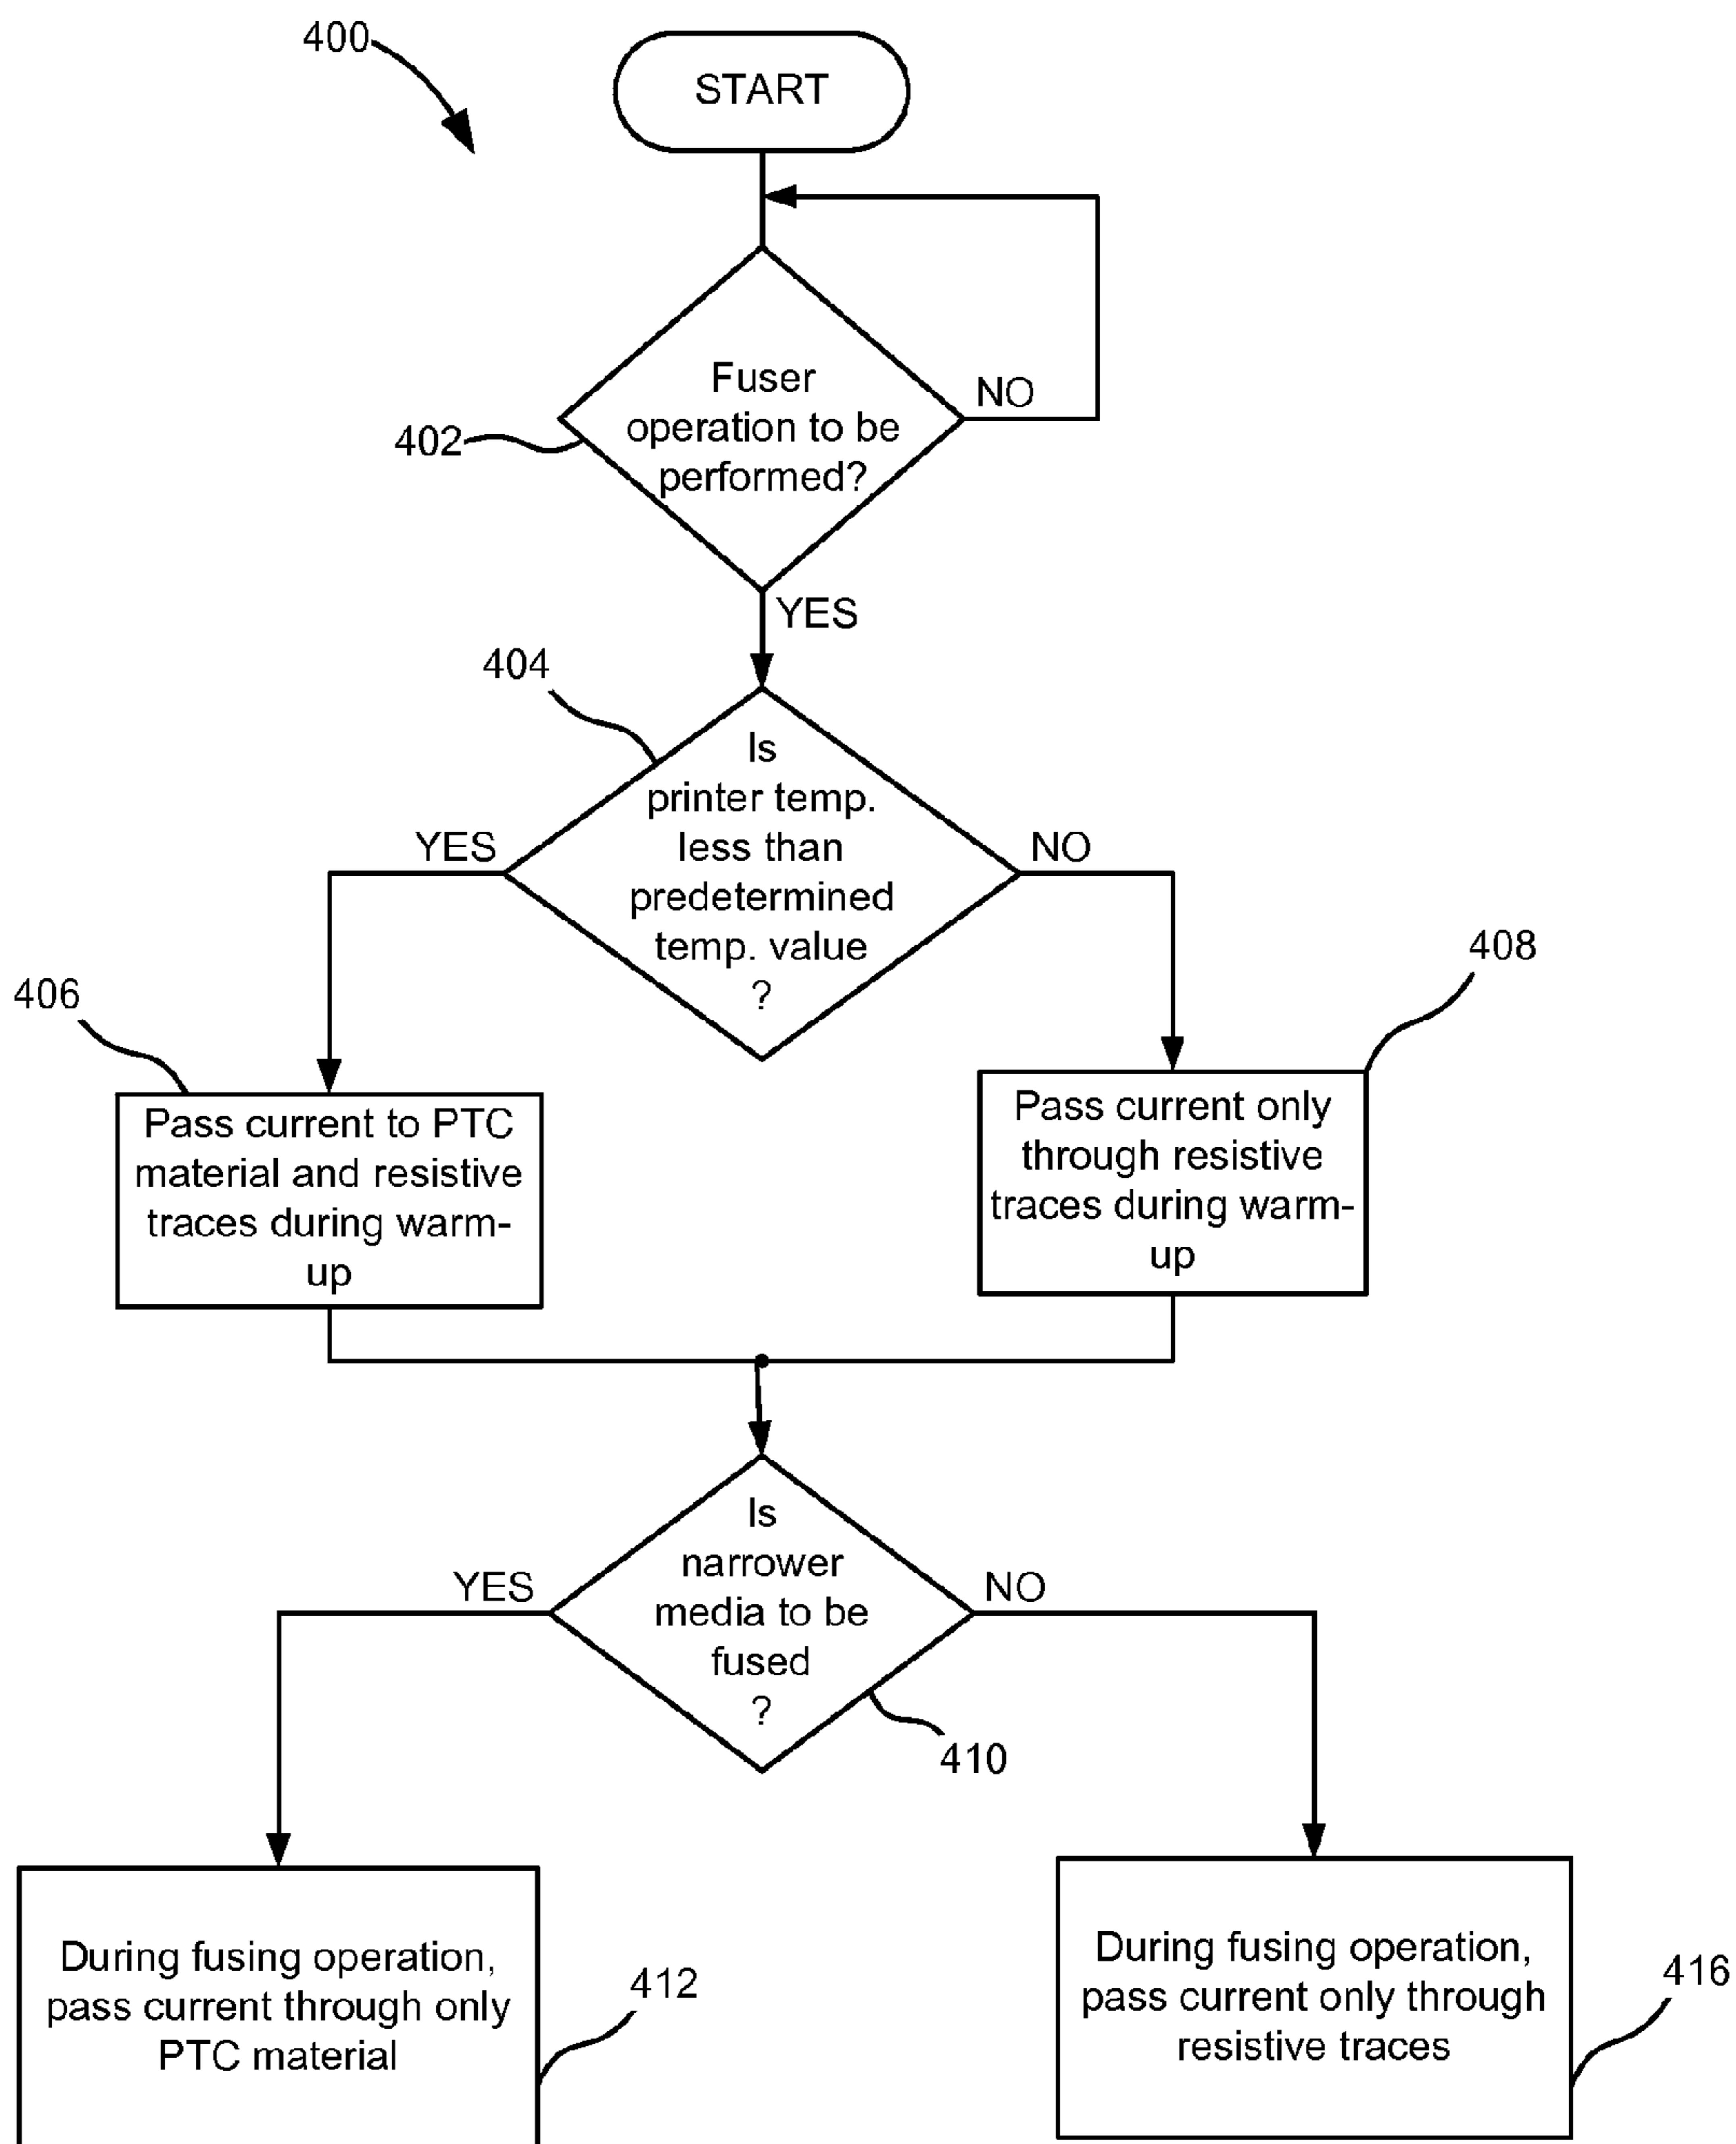 400
START
Fuser
operation to be
performed?
NO
402
YES
404
Is
printer temp.
less than
predetermined
temp. value
?
YES
NO
408
406
Pass current to PTC
material and resistive
traces during warm-
up
Pass current only
through resistive
traces during warm-
up
Is
narrower
media to be
fused
?
YES
NO
410
During fusing operation,
pass current through only
PTC material
412
During fusing operation,
pass current only through
resistive traces
416